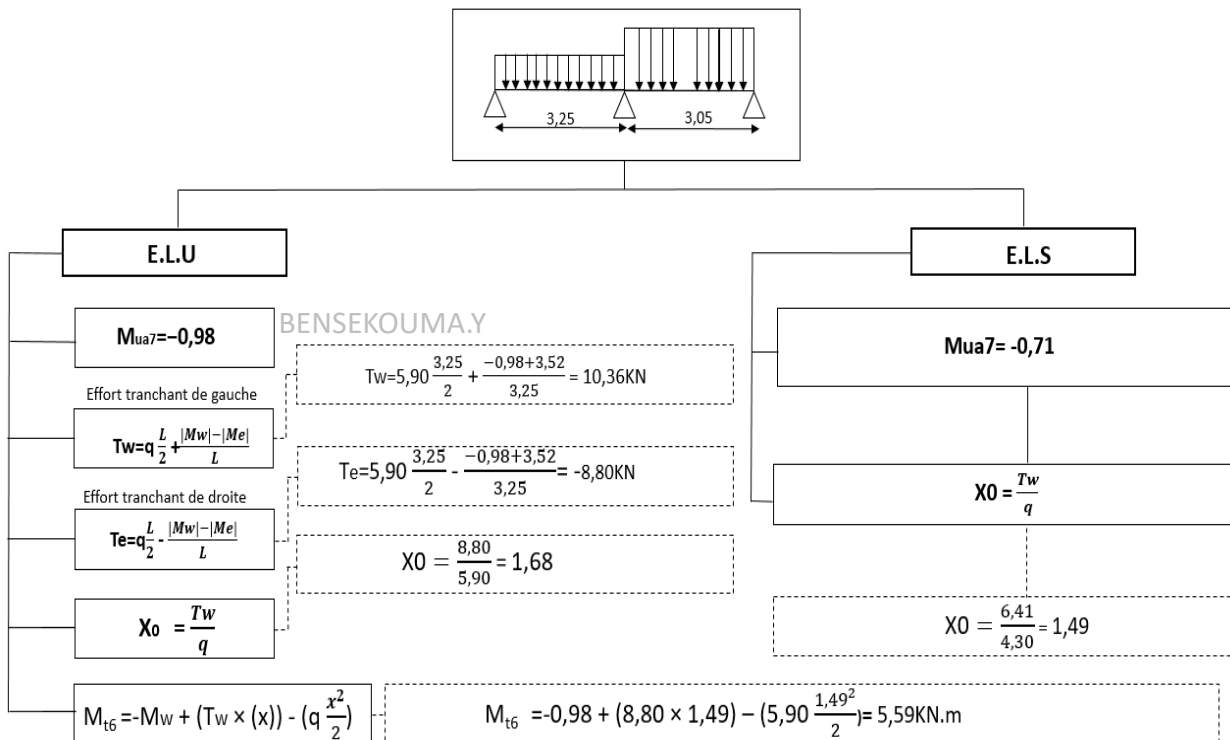 3,25
3,05
E.L.U
E.L.S
Mua7=−0,98
BENSEKOUMA.Y
Mua7= -0,71
Tw=5,90 3,25/2 + −0,98+3,52/3,25 = 10,36KN
Effort tranchant de gauche
Tw=q L/2 + |Mw|−|Me|/L
Te=5,90 3,25/2 - −0,98+3,52/3,25 = -8,80KN
X0 = Tw/q
Effort tranchant de droite
Te=q L/2 - |Mw|−|Me|/L
X0 = 8,80/5,90 = 1,68
X0 = Tw/q
X0 = 6,41/4,30 = 1,49
Mt6 =-Mw + (Tw × (x)) - (q x²/2)
Mt6 =-0,98 + (8,80 × 1,49) − (5,90 1,49²/2)= 5,59KN.m